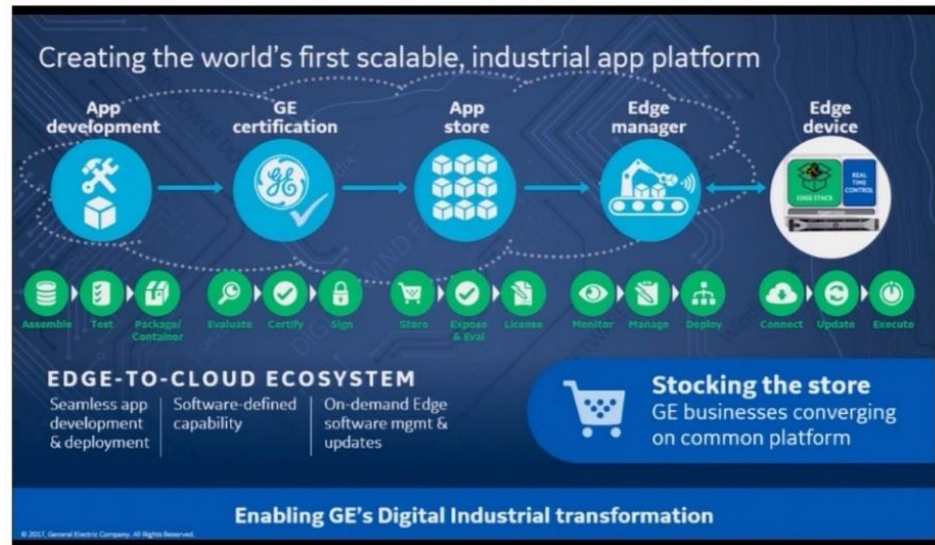 Creating the world's first scalable, industrial app platform
App
development
GE
certification
App
store
Edge
manager
Edge
device
GE
EDGE STACK
REAL
TIME
CONTROL
Assemble
Test
Package/
Container
Evaluate
Certify
Sign
Store
Expose
& Eval
License
Monitor
Manage
Deploy
Connect
Update
Execute
EDGE-TO-CLOUD ECOSYSTEM
Seamless app
development
& deployment
Software-defined
capability
On-demand Edge
software mgmt &
updates
Stocking the store
GE businesses converging
on common platform
Enabling GE's Digital Industrial transformation
© 2017, General Electric Company. All Rights Reserved.